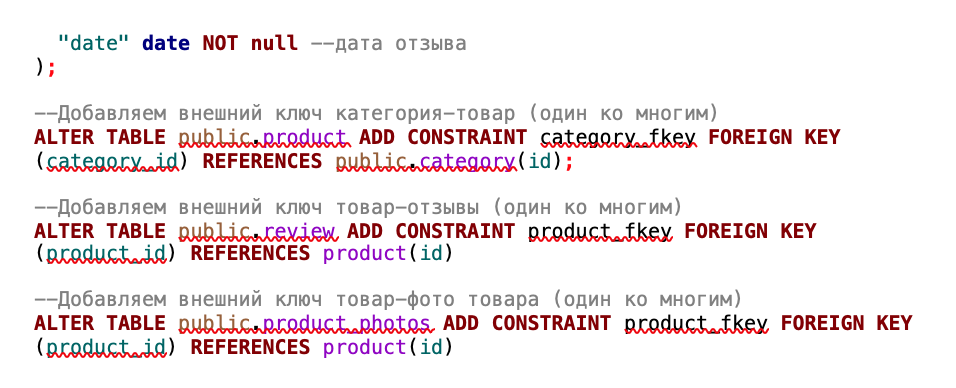 "date" date NOT null --дата отзыва
);
--Добавляем внешний ключ категория-товар (один ко многим)
ALTER TABLE public.product ADD CONSTRAINT category_fkey FOREIGN KEY
(category_id) REFERENCES public.category(id);
--Добавляем внешний ключ товар-отзывы (один ко многим)
ALTER TABLE public.review ADD CONSTRAINT product_fkey FOREIGN KEY
(product_id) REFERENCES product(id)
--Добавляем внешний ключ товар-фото товара (один ко многим)
ALTER TABLE public.product_photos ADD CONSTRAINT product_fkey FOREIGN KEY
(product_id) REFERENCES product(id)